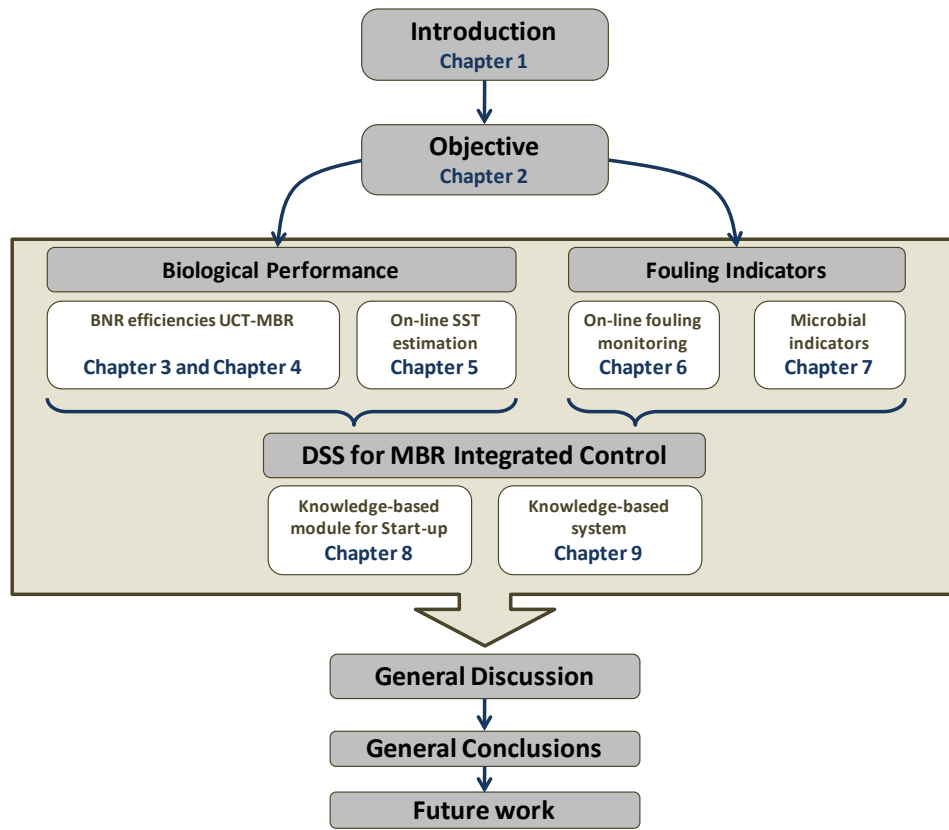 Introduction
Chapter 1
Objective
Chapter 2
Biological Performance
BNR efficiencies UCT-MBR
Chapter 3 and Chapter 4
On-line SST
estimation
Chapter 5
Fouling Indicators
On-line fouling
monitoring
Chapter 6
Microbial
indicators
Chapter 7
DSS for MBR Integrated Control
Knowledge-based
module for Start-up
Chapter 8
Knowledge-based
system
Chapter 9
General Discussion
General Conclusions
Future work